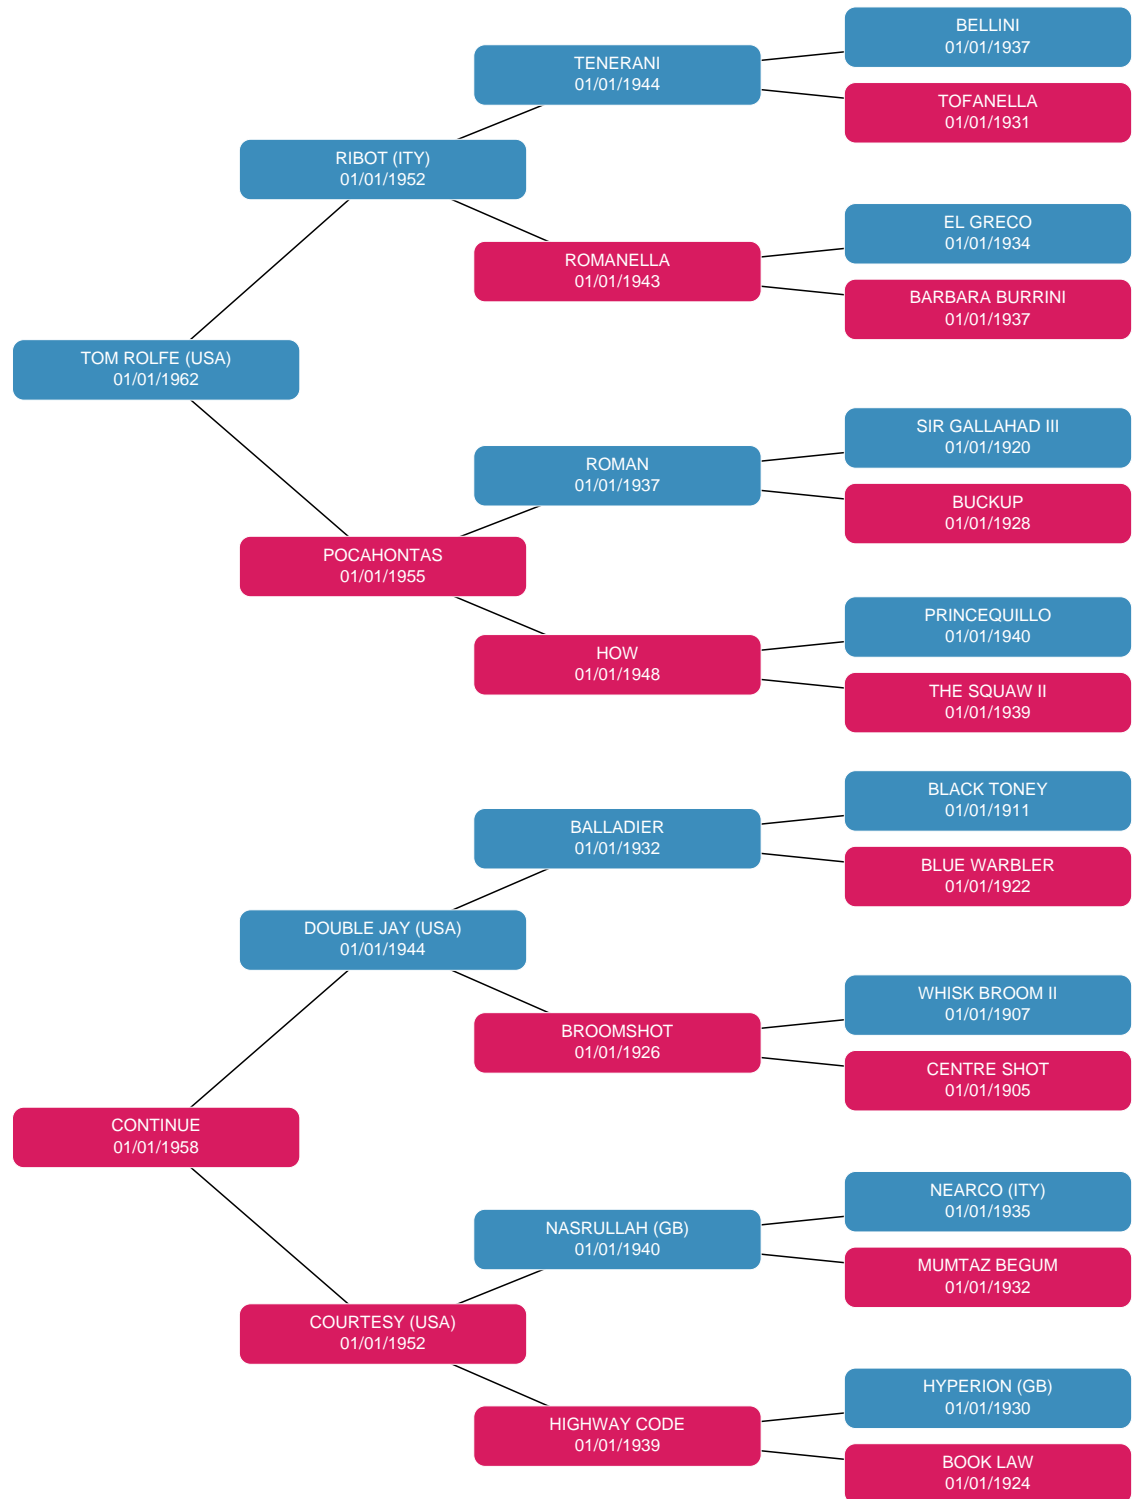 BELLINI
01/01/1937
TENERANI
01/01/1944
TOFANELLA
01/01/1931
RIBOT (ITY)
01/01/1952
EL GRECO
01/01/1934
ROMANELLA
01/01/1943
BARBARA BURRINI
01/01/1937
TOM ROLFE (USA)
01/01/1962
SIR GALLAHAD III
01/01/1920
ROMAN
01/01/1937
BUCKUP
01/01/1928
POCAHONTAS
01/01/1955
PRINCEQUILLO
01/01/1940
HOW
01/01/1948
THE SQUAW II
01/01/1939
BLACK TONEY
01/01/1911
BALLADIER
01/01/1932
BLUE WARBLER
01/01/1922
DOUBLE JAY (USA)
01/01/1944
WHISK BROOM II
01/01/1907
BROOMSHOT
01/01/1926
CENTRE SHOT
01/01/1905
CONTINUE
01/01/1958
NEARCO (ITY)
01/01/1935
NASRULLAH (GB)
01/01/1940
MUMTAZ BEGUM
01/01/1932
COURTESY (USA)
01/01/1952
HYPERION (GB)
01/01/1930
HIGHWAY CODE
01/01/1939
BOOK LAW
01/01/1924